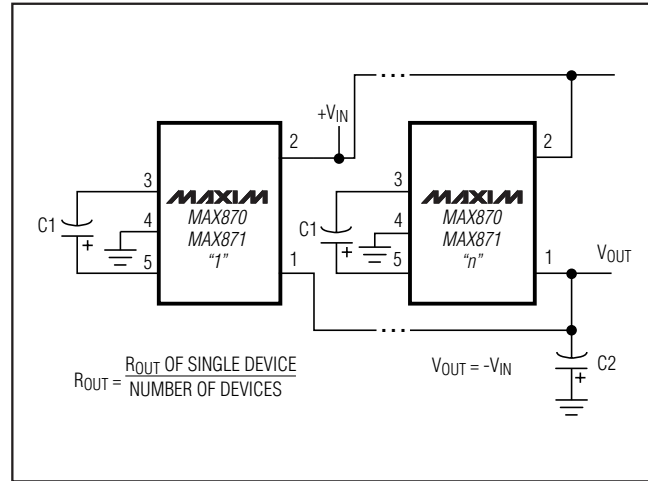 +VIN
2
2
3
MAXIM
C1
4
MAX870
MAX871
+
5
"1"
1
3
MAXIM
C1
4
MAX870
MAX871
+
5
"n"
1
VOUT
ROUT = ROUT OF SINGLE DEVICE
NUMBER OF DEVICES
VOUT = -VIN
C2
+